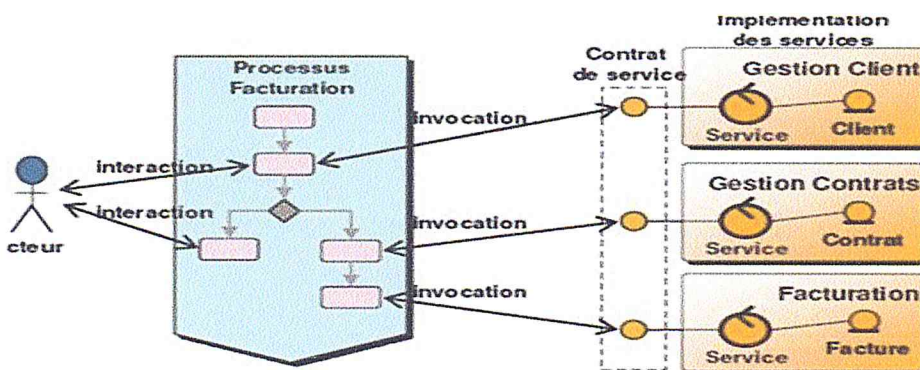 Implémentation
des services
Contrat
de service
Processus
Facturation
Gestion Client
invocation
Service
Client
interaction
interaction
cteur
Gestion Contrats
invocation
Service
Contrat
invocation
Facturation
Service
Facture